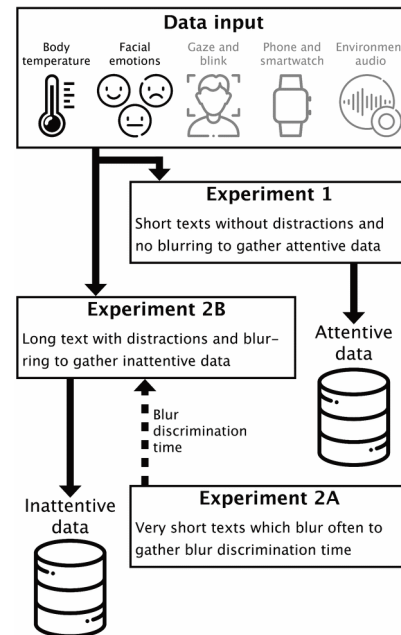 Data input
Body
temperature
Facial
emotions
Gaze and
blink
Phone and
smartwatch
Environment
audio
Experiment 1
Short texts without distractions and
no blurring to gather attentive data
Experiment 2B
Long text with distractions and blur-
ring to gather inattentive data
Attentive
data
Blur
discrimination
time
Inattentive
data
Experiment 2A
Very short texts which blur often to
gather blur discrimination time